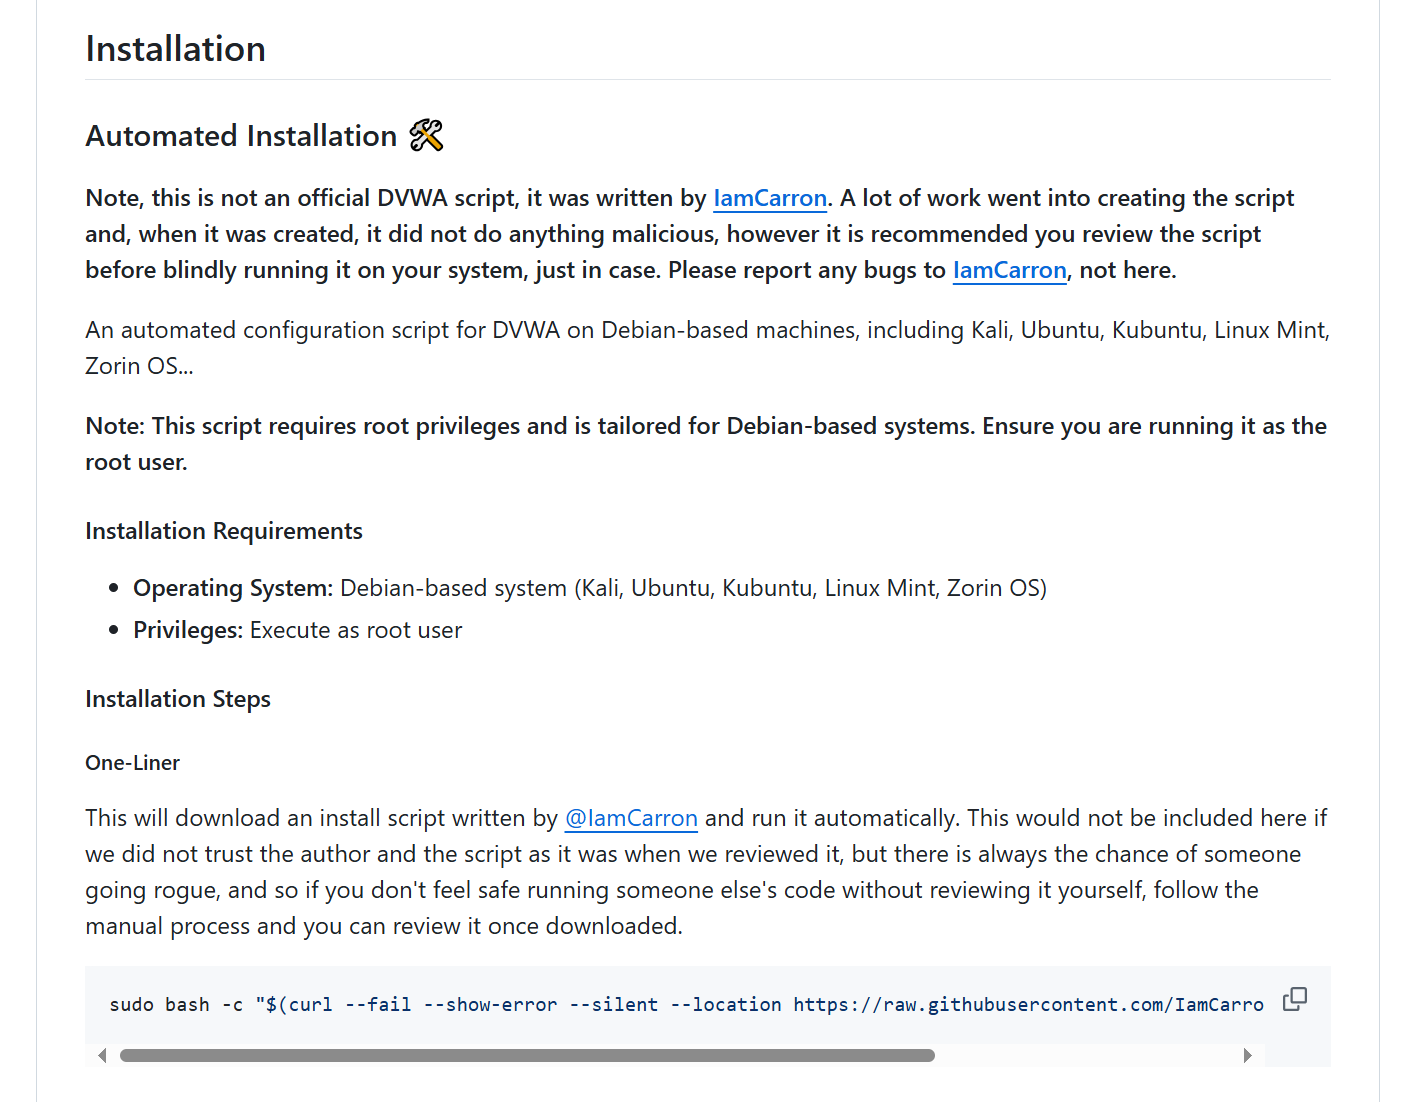 Installation
Automated Installation 🛠️
Note, this is not an official DVWA script, it was written by IamCarron. A lot of work went into creating the script
and, when it was created, it did not do anything malicious, however it is recommended you review the script
before blindly running it on your system, just in case. Please report any bugs to IamCarron, not here.
An automated configuration script for DVWA on Debian-based machines, including Kali, Ubuntu, Kubuntu, Linux Mint,
Zorin OS...
Note: This script requires root privileges and is tailored for Debian-based systems. Ensure you are running it as the
root user.
Installation Requirements
• Operating System: Debian-based system (Kali, Ubuntu, Kubuntu, Linux Mint, Zorin OS)
• Privileges: Execute as root user
Installation Steps
One-Liner
This will download an install script written by @IamCarron and run it automatically. This would not be included here if
we did not trust the author and the script as it was when we reviewed it, but there is always the chance of someone
going rogue, and so if you don't feel safe running someone else's code without reviewing it yourself, follow the
manual process and you can review it once downloaded.
sudo bash -c "$(curl --fail --show-error --silent --location https://raw.githubusercontent.com/IamCarro